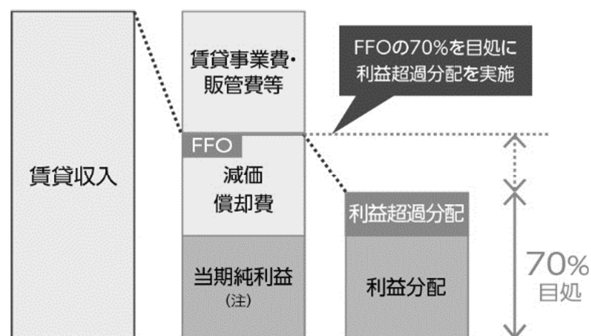 賃貸収入
賃貸事業費・
販管費等
FFO
減価
償却費
当期純利益
(注)
FFOの70%を目処に
利益超過分配を実施
利益超過分配
利益分配
70%
目処